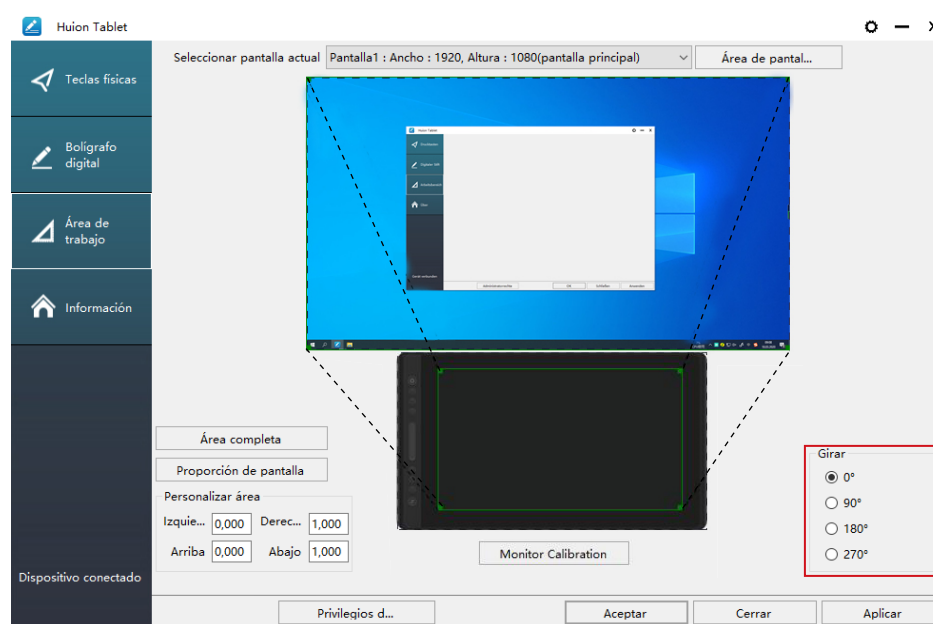 Huion Tablet
Seleccionar pantalla actual Pantalla1 : Ancho : 1920, Altura : 1080(pantalla principal) Área de pantal...
Teclas físicas
Bolígrafo
digital
Área de
trabajo
Información
Dispositivo conectado
Huion Tablet
Área completa
Proporción de pantalla
Personalizar área
Izquie... 0,000 Derec... 1,000
Arriba 0,000 Abajo 1,000
Monitor Calibration
Girar
0°
90°
180°
270°
Privilegios d... Aceptar Cerrar Aplicar